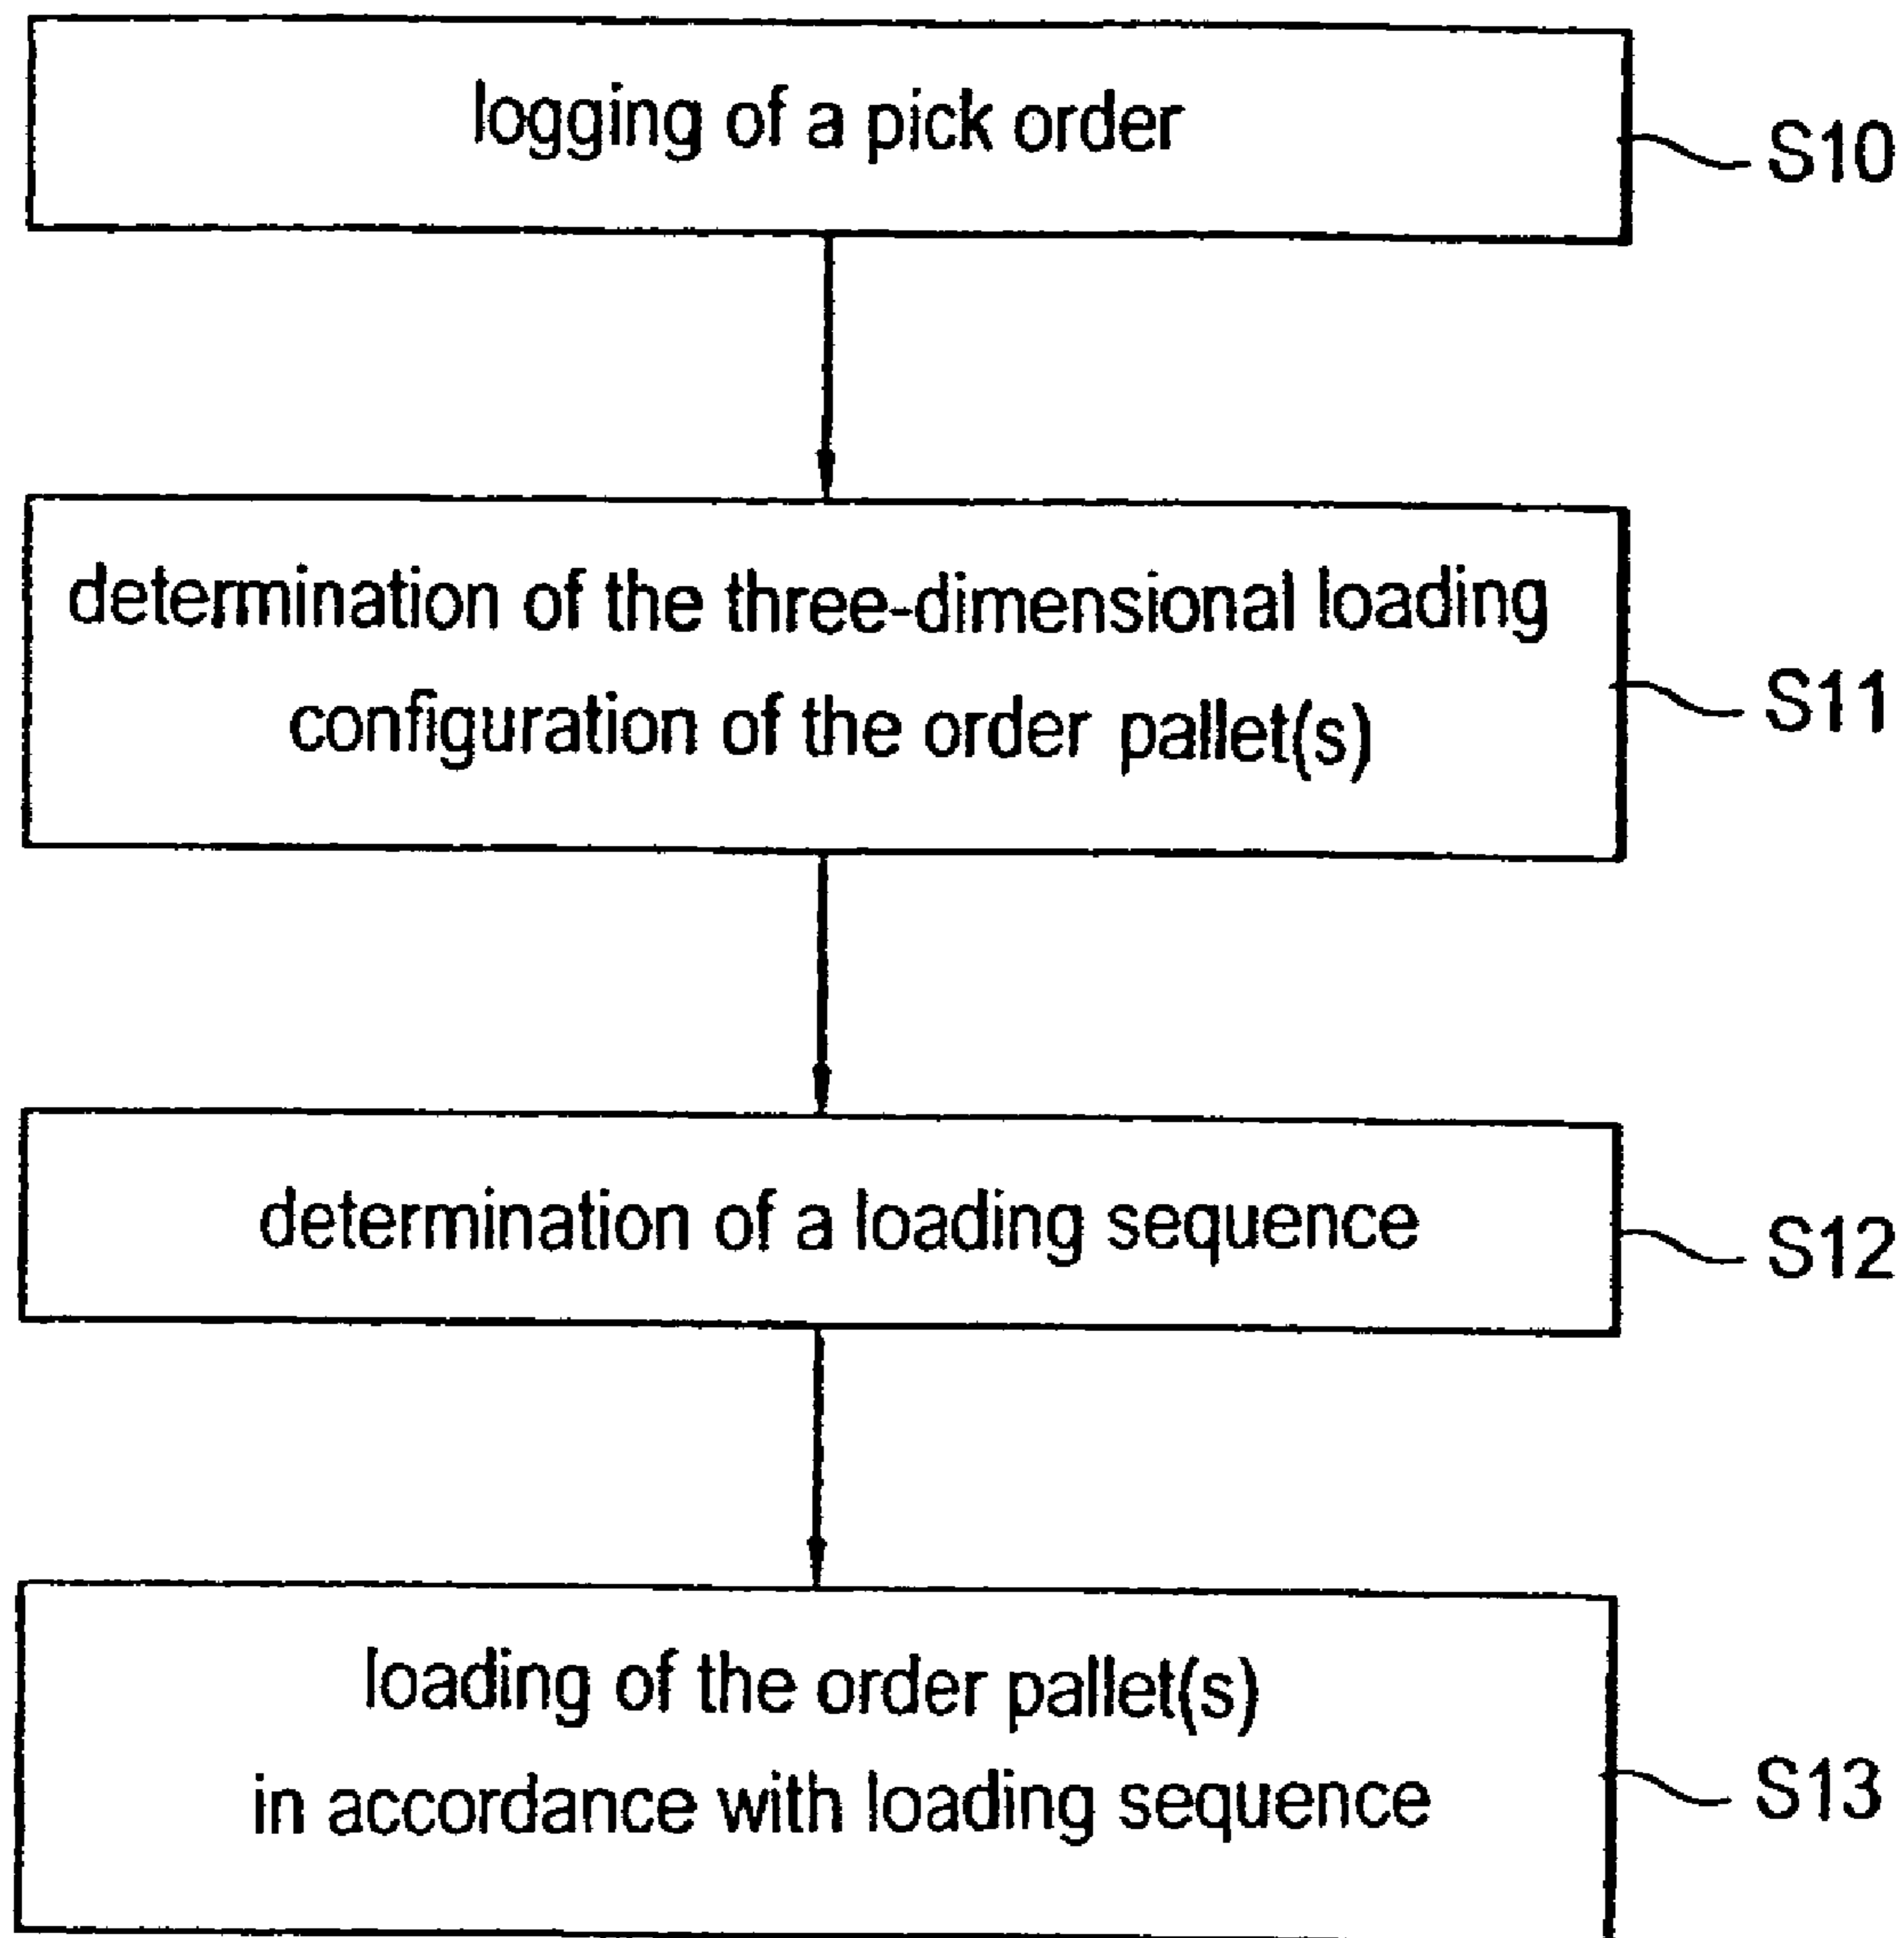 logging of a pick order
S10
determination of the three-dimensional loading
configuration of the order pallet(s)
S11
determination of a loading sequence
S12
loading of the order pallet(s)
in accordance with loading sequence
S13